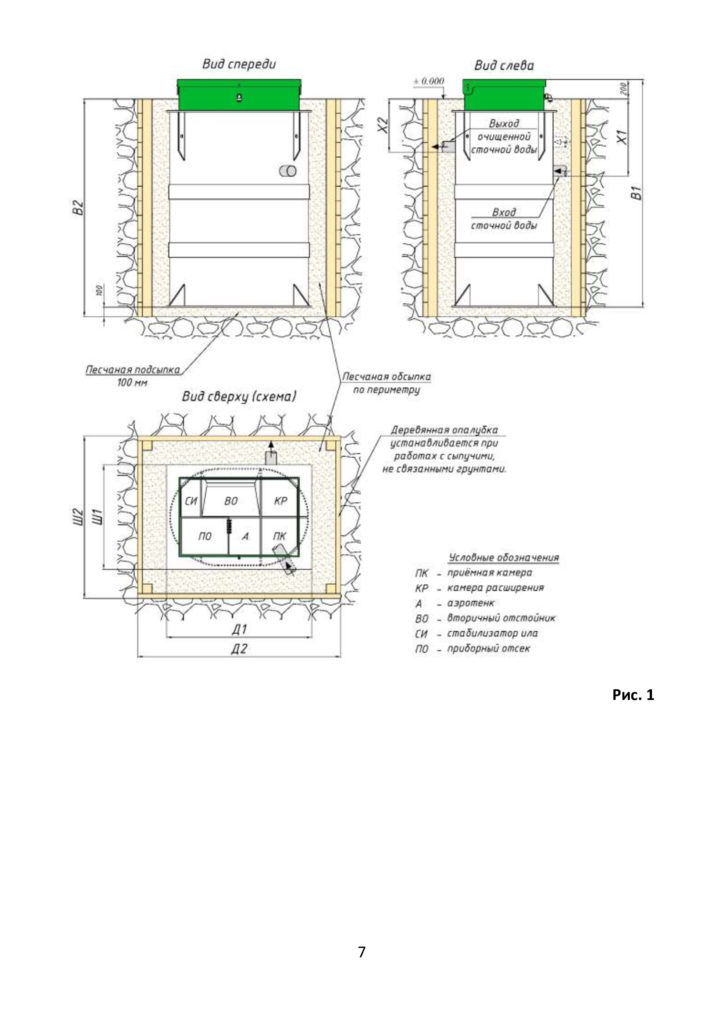 Вид спереди
Вид слева
± 0.000
200
X2
X1
Выход
очищенной
сточной воды
В2
В1
Вход
сточной воды
100
Песчаная подсыпка
100 мм
Песчаная обсыпка
по периметру
Вид сверху (схема)
Деревянная опалубка
устанавливается при
работах с сыпучими,
не связанными грунтами.
Ш2
Ш1
СИ
ВО
КР
ПО
А
ПК
Условные обозначения
ПК - приёмная камера
КР - камера расширения
А - аэротенк
ВО - вторичный отстойник
СИ - стабилизатор ила
ПО - приборный отсек
Д1
Д2
Рис. 1
7